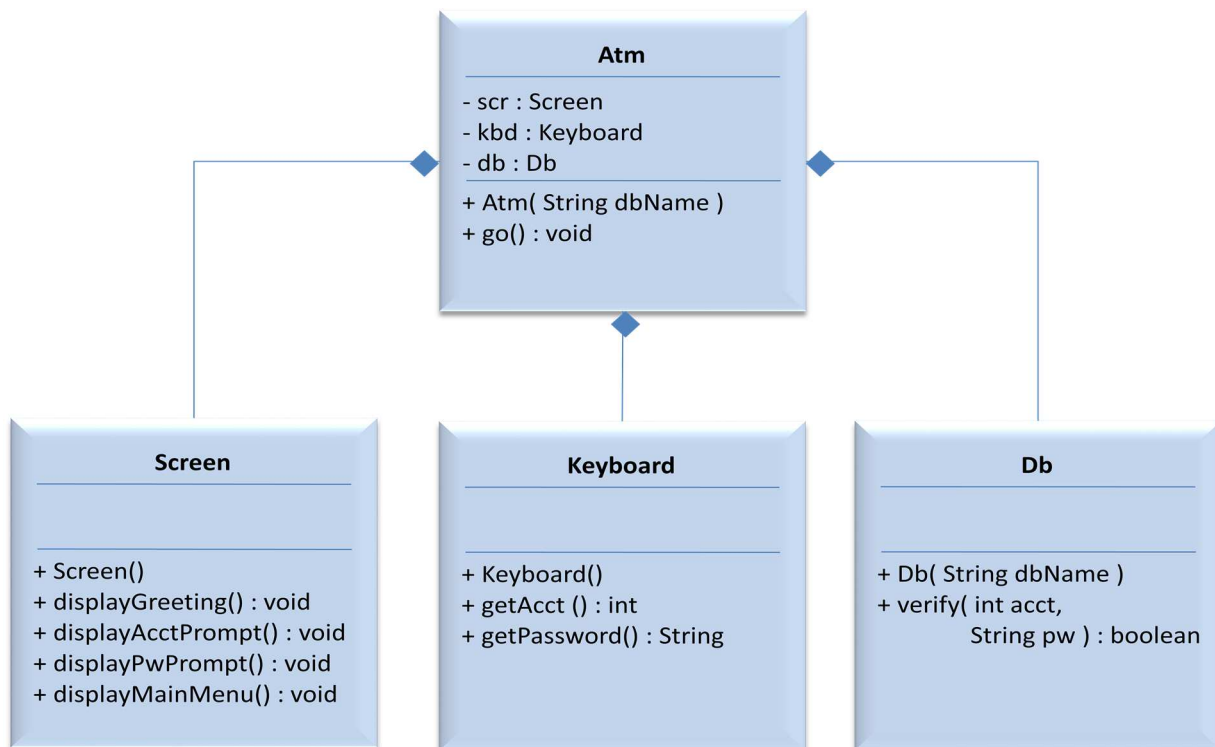 Atm
- scr : Screen
- kbd : Keyboard
- db : Db
+ Atm( String dbName )
+ go() : void
Screen
+ Screen()
+ displayGreeting() : void
+ displayAcctPrompt() : void
+ displayPwPrompt() : void
+ displayMainMenu() : void
Keyboard
+ Keyboard()
+ getAcct () : int
+ getPassword() : String
Db
+ Db( String dbName )
+ verify( int acct,
String pw ) : boolean